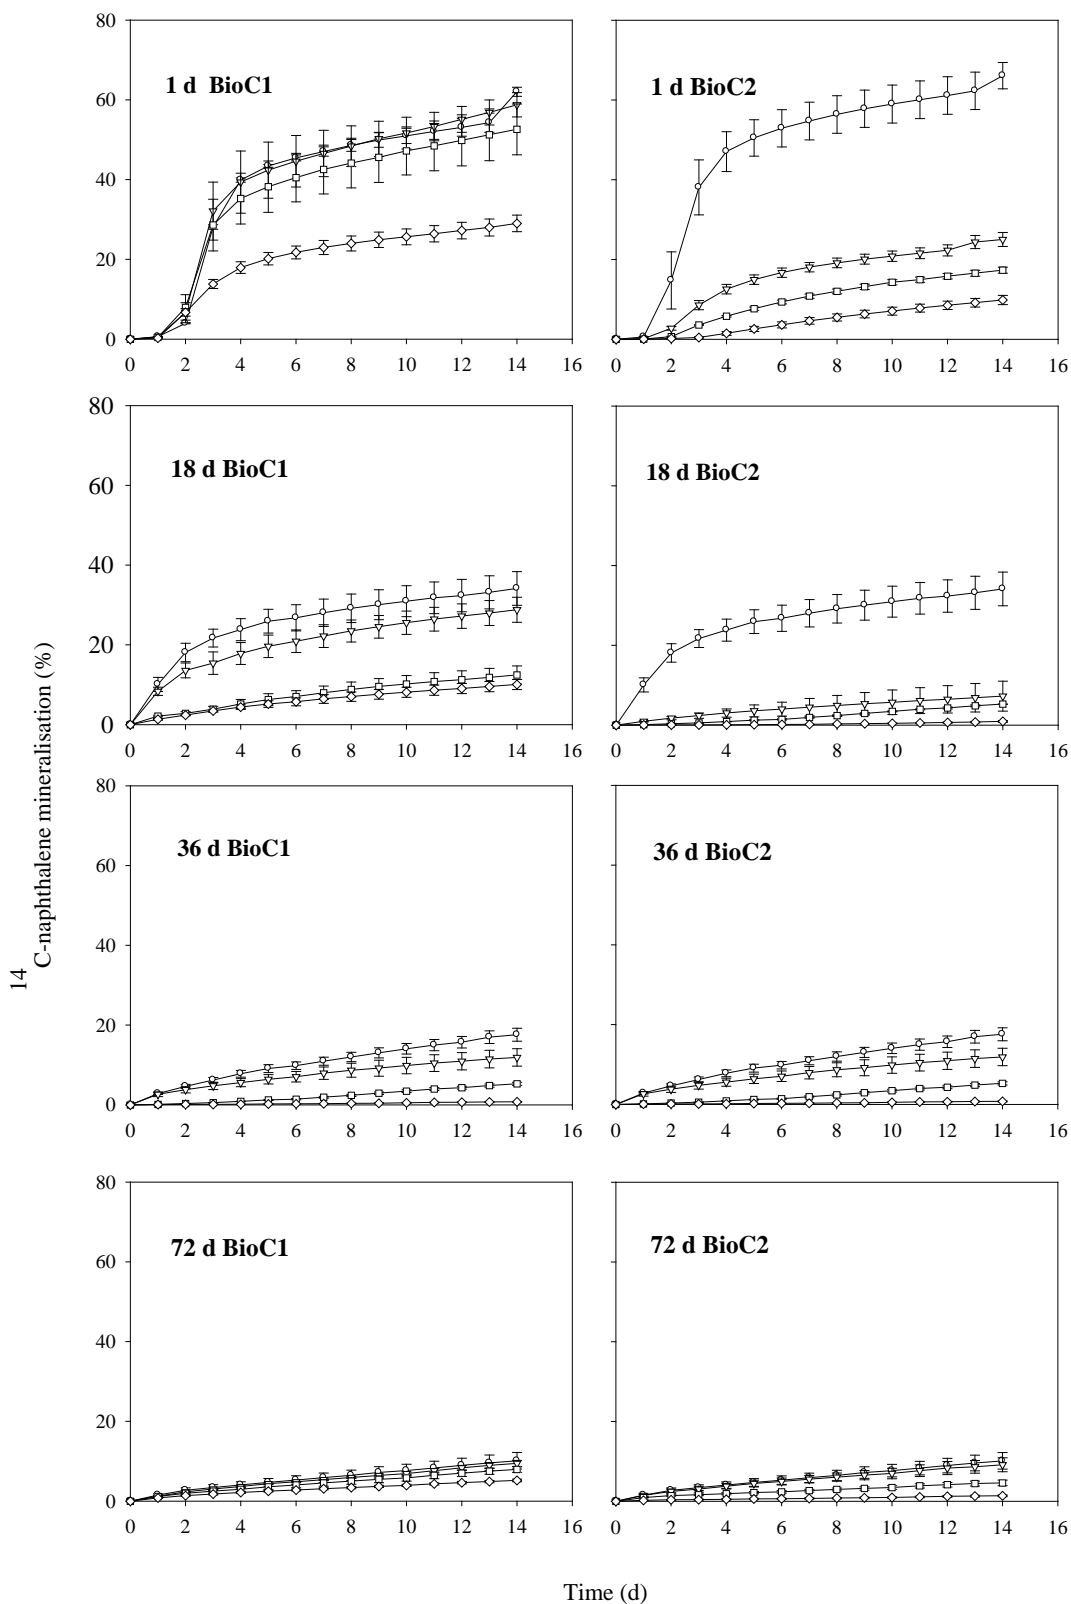 80
60
40
20
0
1 d BioC1
0 2 4 6 8 10 12 14 16
1 d BioC2
0 2 4 6 8 10 12 14 16
80
60
40
20
0
18 d BioC1
0 2 4 6 8 10 12 14 16
18 d BioC2
0 2 4 6 8 10 12 14 16
80
60
40
20
0
36 d BioC1
0 2 4 6 8 10 12 14 16
36 d BioC2
0 2 4 6 8 10 12 14 16
80
60
40
20
0
72 d BioC1
0 2 4 6 8 10 12 14 16
72 d BioC2
0 2 4 6 8 10 12 14 16
14C-naphthalene mineralisation (%)
Time (d)